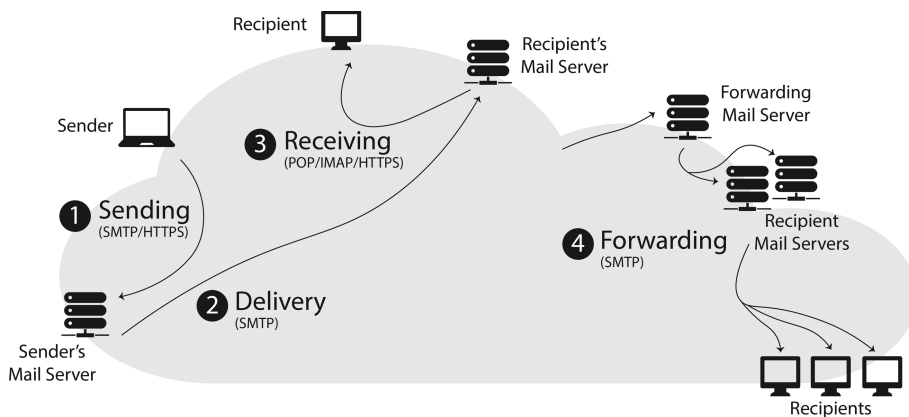 Recipient
Recipient's
Mail Server
Sender
Forwarding
Mail Server
3 Receiving
(POP/IMAP/HTTPS)
1 Sending
(SMTP/HTTPS)
Recipient
Mail Servers
4 Forwarding
(SMTP)
2 Delivery
(SMTP)
Sender's
Mail Server
Recipients